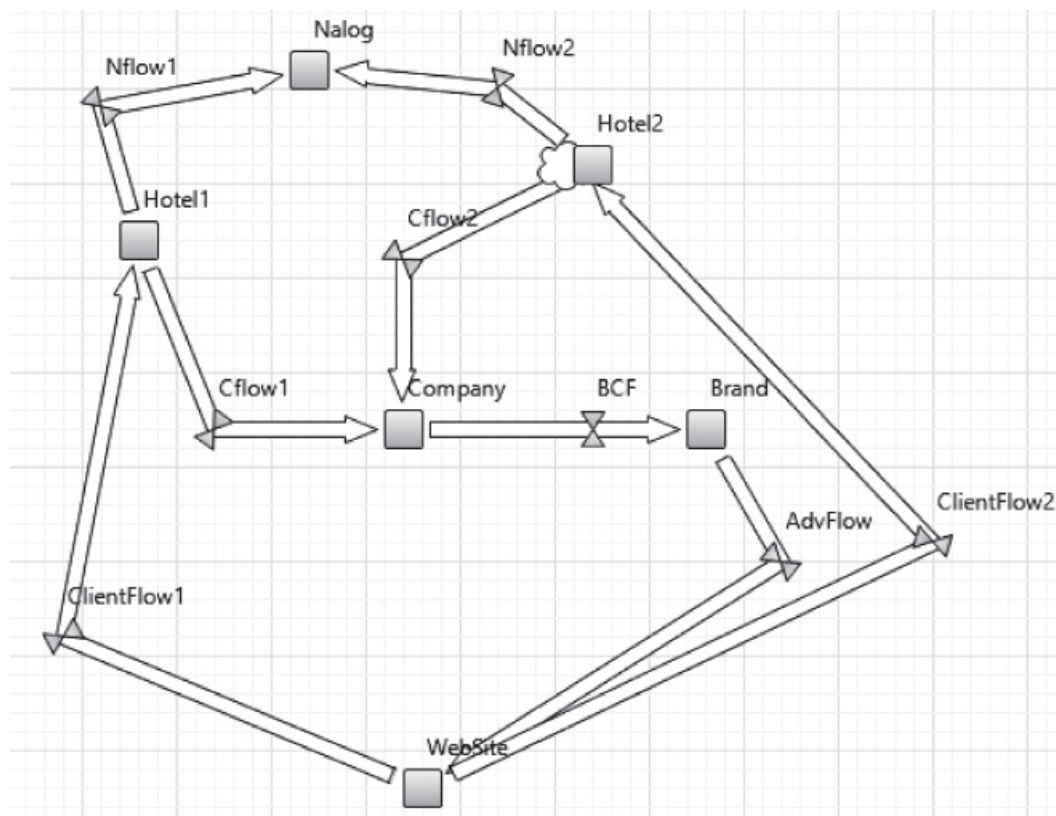 Nalog
Nflow2
Nflow1
Hotel2
Hotel1
Cflow2
Cflow1
Company
BCF
Brand
ClientFlow2
AdvFlow
ClientFlow1
WebSite